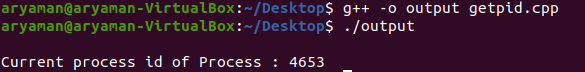 aryaman@aryaman-VirtualBox:~/Desktop$ g++ -o output getpid.cpp
aryaman@aryaman-VirtualBox:~/Desktop$ ./output
Current process id of Process : 4653